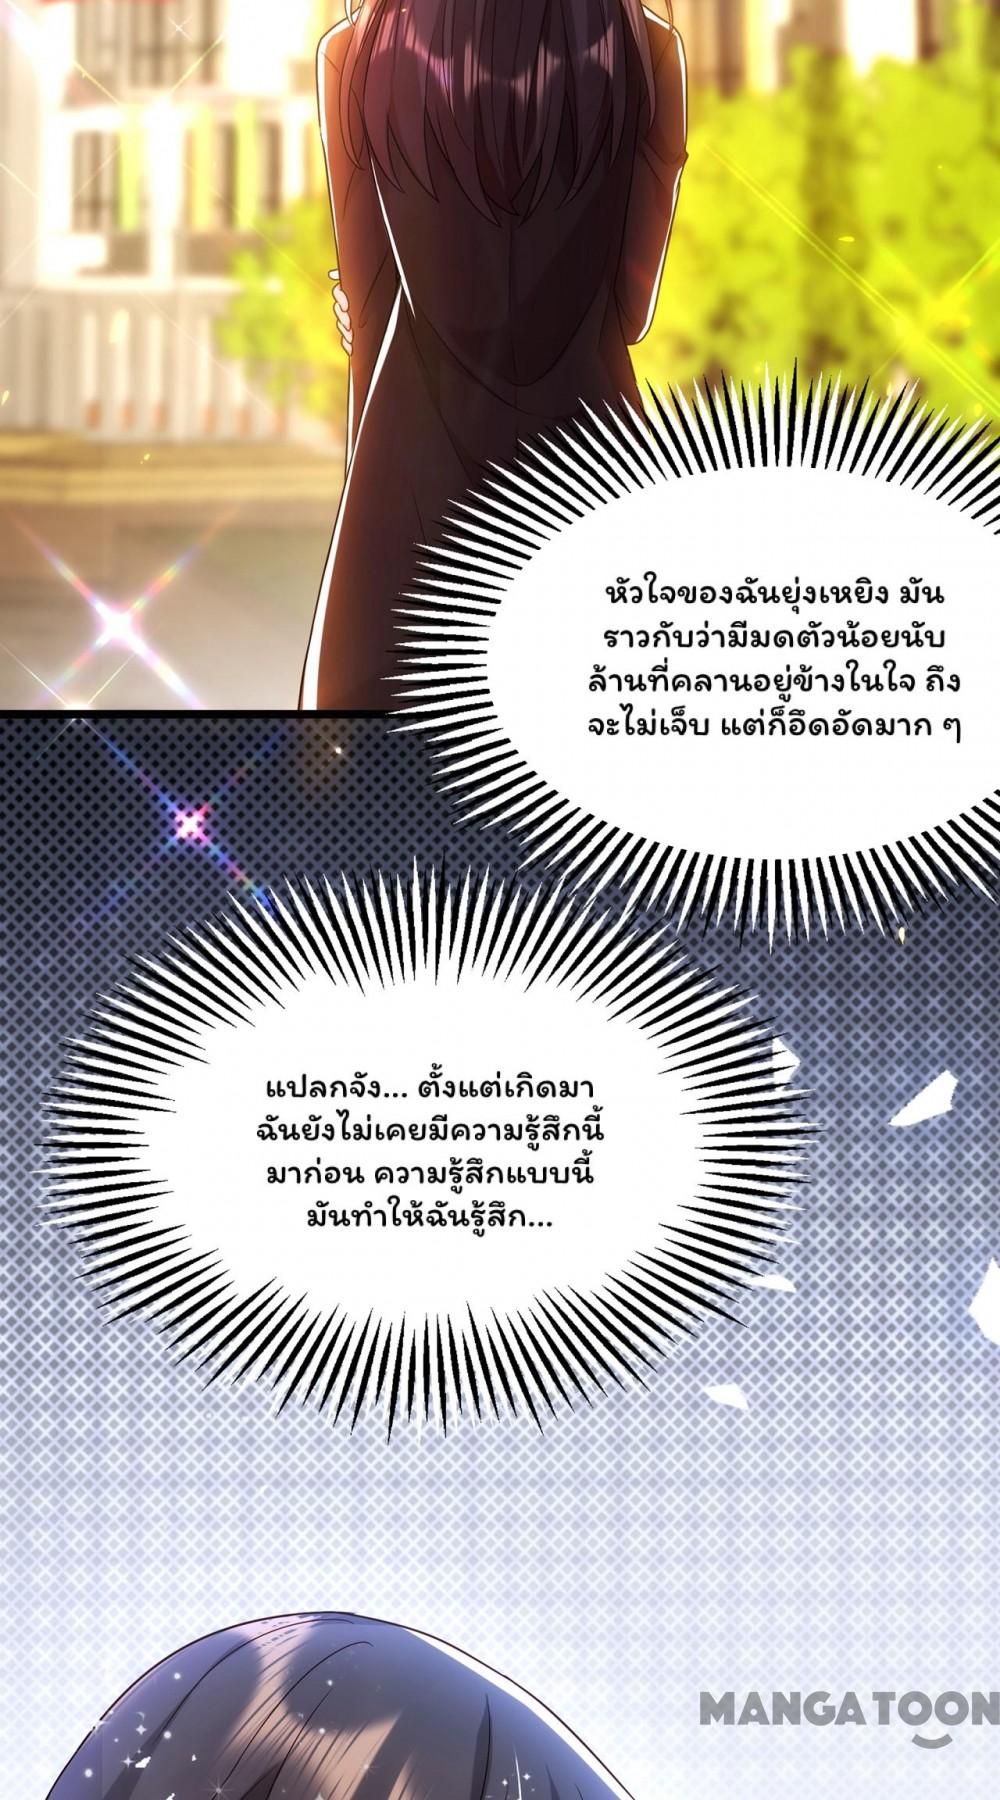 หัวใจของฉันยุ่งเหยิง มัน
ราวกับว่ามีมดตัวน้อยนับ
ล้านที่คลานอยู่ข้างในใจ ถึง
จะไม่เจ็บ แต่ก็อึดอัดมาก ๆ
แปลกจัง... ตั้งแต่เกิดมา
ฉันยังไม่เคยมีความรู้สึกนี้
มาก่อน ความรู้สึกแบบนี้
มันทำให้ฉันรู้สึก...
MANGATOON